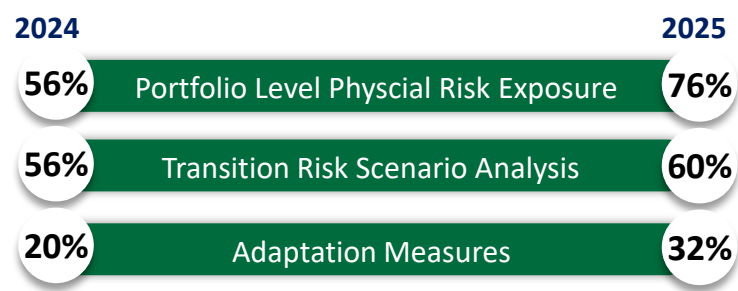 2024 2025
56% Portfolio Level Physcial Risk Exposure 76%
56% Transition Risk Scenario Analysis 60%
20% Adaptation Measures 32%